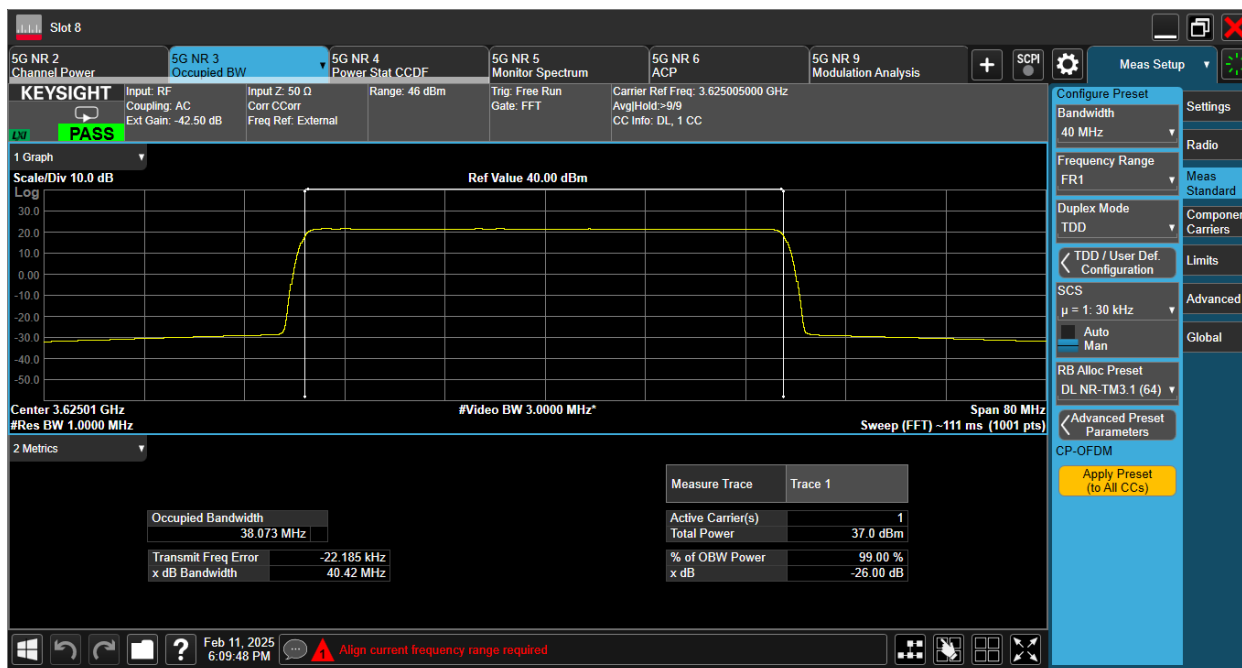 Slot 8
5G NR 2
Channel Power
5G NR 3
Occupied BW
5G NR 4
Power Stat CCDF
5G NR 5
Monitor Spectrum
5G NR 6
ACP
5G NR 9
Modulation Analysis
SCPI
Meas Setup
KEYSIGHT
LXI
PASS
Input: RF
Coupling: AC
Ext Gain: -42.50 dB
Input Z: 50 Ω
Corr CCorr
Freq Ref: External
Range: 46 dBm
Trig: Free Run
Gate: FFT
Carrier Ref Freq: 3.625005000 GHz
Avg|Hold:>9/9
CC Info: DL, 1 CC
1 Graph
Scale/Div 10.0 dB
Ref Value 40.00 dBm
Log
30.0
20.0
10.0
0.00
-10.0
-20.0
-30.0
-40.0
-50.0
Center 3.62501 GHz
#Video BW 3.0000 MHz*
Span 80 MHz
#Res BW 1.0000 MHz
Sweep (FFT) ~111 ms (1001 pts)
2 Metrics
Measure Trace Trace 1
Occupied Bandwidth
38.073 MHz
Transmit Freq Error -22.185 kHz
x dB Bandwidth 40.42 MHz
Active Carrier(s) 1
Total Power 37.0 dBm
% of OBW Power 99.00 %
x dB -26.00 dB
Configure Preset
Bandwidth
40 MHz
Frequency Range
FR1
Duplex Mode
TDD
TDD / User Def.
Configuration
SCS
μ = 1: 30 kHz
Auto
Man
RB Alloc Preset
DL NR-TM3.1 (64)
Advanced Preset
Parameters
CP-OFDM
Apply Preset
(to All CCs)
Settings
Radio
Meas
Standard
Componen
Carriers
Limits
Advanced
Global
?
Feb 11, 2025
6:09:48 PM
1
Align current frequency range required